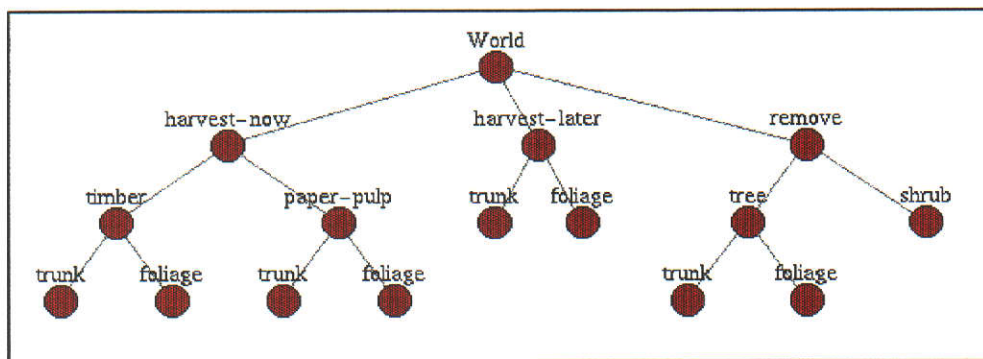 World
harvest-now harvest-later remove
timber paper-pulp trunk foliage tree shrub
trunk foliage trunk foliage trunk foliage